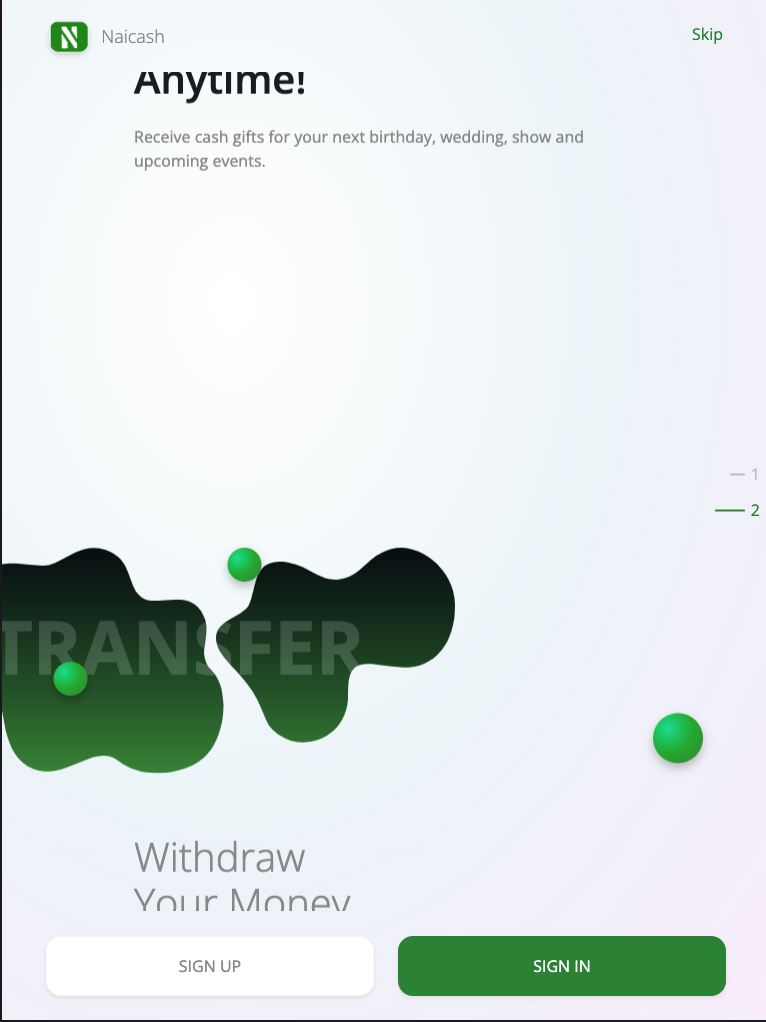 Naicash
Skip
Anytime!
Receive cash gifts for your next birthday, wedding, show and
upcoming events.
1
2
TRANSFER
Withdraw
Your Money
SIGN UP
SIGN IN